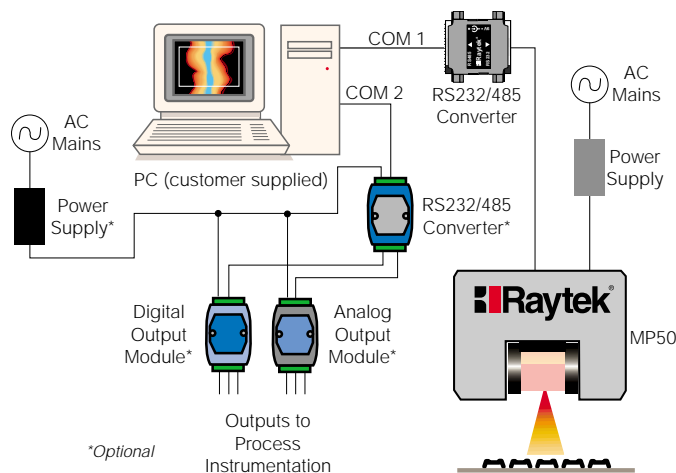 COM 1
Raytek®
RS232/485
Converter
COM 2
AC
Mains
AC
Mains
PC (customer supplied)
Power
Supply*
RS232/485
Converter*
Power
Supply
Raytek®
MP50
Digital
Output
Module*
Analog
Output
Module*
Outputs to
Process
Instrumentation
*Optional